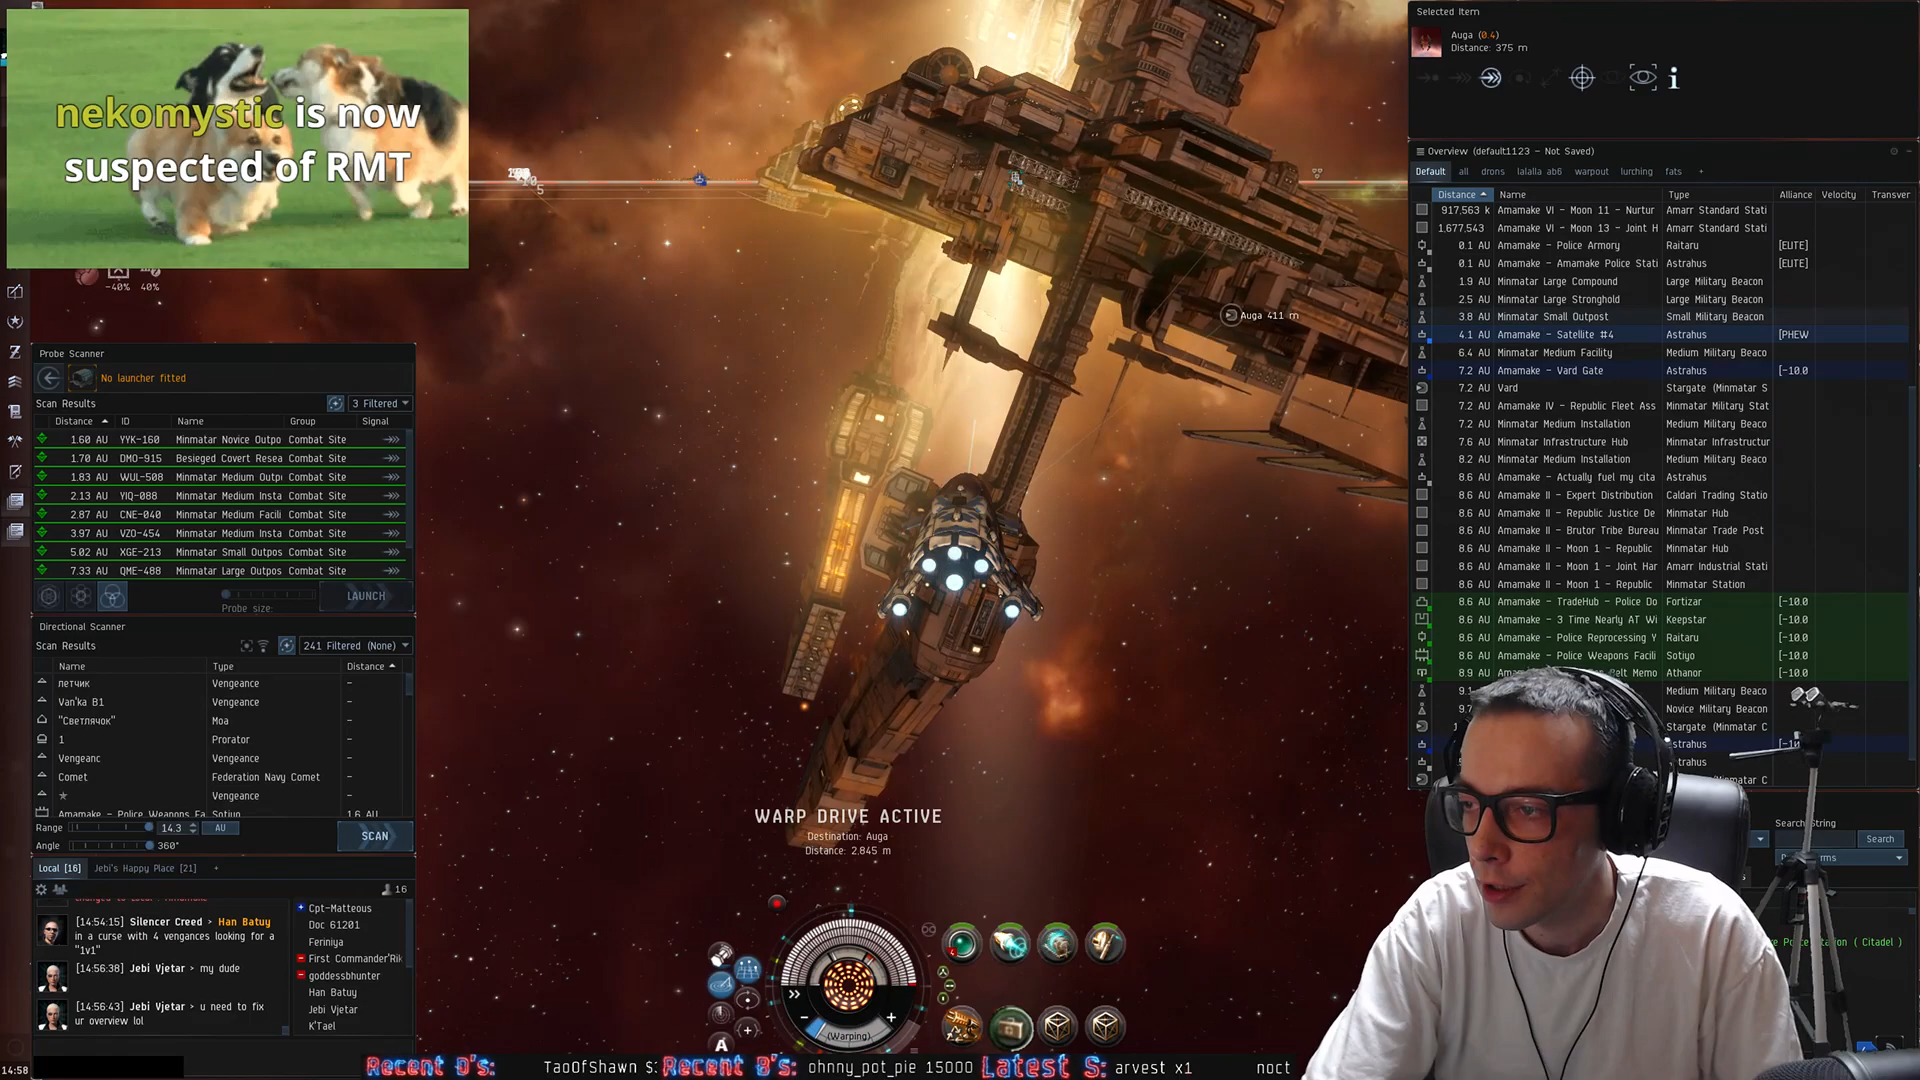 nekomystic is now
suspected of RMT
-40% 40%
Probe Scanner
No launcher fitted
Scan Results
3 Filtered
Distance ID Name Group Signal
1.60 AU YYK-160 Minmatar Novice Outpo Combat Site
1.70 AU DMO-915 Besieged Covert Resea Combat Site
1.83 AU WUL-508 Minmatar Medium Outp Combat Site
2.13 AU YIQ-088 Minmatar Medium Insta Combat Site
2.87 AU CNE-040 Minmatar Medium Facili Combat Site
3.97 AU VZO-454 Minmatar Medium Insta Combat Site
5.02 AU XGE-213 Minmatar Small Outpos Combat Site
7.33 AU QME-488 Minmatar Large Outpos Combat Site
Probe size:
LAUNCH
Directional Scanner
Scan Results
241 Filtered (None)
Name Type Distance
летчик Vengeance –
Van'ka B1 Vengeance –
"Светлячок" Moa –
1 Prorator –
Vengeanc Vengeance –
Comet Federation Navy Comet –
★ Vengeance –
Amamake - Police Weapons Fa Sotiyo 1.6 AU
Range 14.3 AU
SCAN
Angle 360°
Local [16] Jebi's Happy Place [21] +
16
[14:54:15] Silencer Creed > Han Batuy
in a curse with 4 vengances looking for a
"1v1"
[14:56:38] Jebi Vjetar > my dude
[14:56:43] Jebi Vjetar > u need to fix
ur overview lol
Cpt-Matteous
Doc 61201
Feriniya
First Commander'Rik
goddessbhunter
Han Batuy
Jebi Vjetar
K'Tael
14:58
Auga 411 m
WARP DRIVE ACTIVE
Destination: Auga
Distance: 2,845 m
(Warping)
A
Recent D's: TaoOfShawn $ Recent B's: ohnny_pot_pie 15000 Latest S: arvest x1 noct
Selected Item
Auga (0.4)
Distance: 375 m
Overview (default1123 - Not Saved)
Default all drons lalalla ab6 warpout lurching fats +
Distance Name Type Alliance Velocity Transver
917,563 k Amamake VI - Moon 11 - Nurtur Amarr Standard Stati
1,677,543 Amamake VI - Moon 13 - Joint H Amarr Standard Stati
0.1 AU Amamake - Police Armory Raitaru [EUTE]
0.1 AU Amamake - Amamake Police Stati Astrahus [EUTE]
1.9 AU Minmatar Large Compound Large Military Beacon
2.5 AU Minmatar Large Stronghold Large Military Beacon
3.8 AU Minmatar Small Outpost Small Military Beacon
4.1 AU Amamake - Satellite #4 Astrahus [PHEW
6.4 AU Minmatar Medium Facility Medium Military Beaco
7.2 AU Amamake - Vard Gate Astrahus [-10.0
7.2 AU Vard Stargate (Minmatar S
7.2 AU Amamake IV - Republic Fleet Ass Minmatar Military Stat
7.2 AU Minmatar Medium Installation Medium Military Beaco
7.6 AU Minmatar Infrastructure Hub Minmatar Infrastructur
8.2 AU Minmatar Medium Installation Medium Military Beaco
8.6 AU Amamake - Actually fuel my cita Astrahus
8.6 AU Amamake II - Expert Distribution Caldari Trading Statio
8.6 AU Amamake II - Republic Justice De Minmatar Hub
8.6 AU Amamake II - Brutor Tribe Bureau Minmatar Trade Post
8.6 AU Amamake II - Moon 1 - Republic Minmatar Hub
8.6 AU Amamake II - Moon 1 - Joint Har Amarr Industrial Stati
8.6 AU Amamake II - Moon 1 - Republic Minmatar Station
8.6 AU Amamake - TradeHub - Police Do Fortizar [-10.0
8.6 AU Amamake - 3 Time Nearly AT Wi Keepstar [-10.0
8.6 AU Amamake - Police Reprocessing Y Raitaru [-10.0
8.6 AU Amamake - Police Weapons Facili Sotiyo [-10.0
8.9 AU Belt Memo Athanor [-10.0
Medium Military Beaco
Novice Military Beacon
Stargate (Minmatar C
Search String
Search